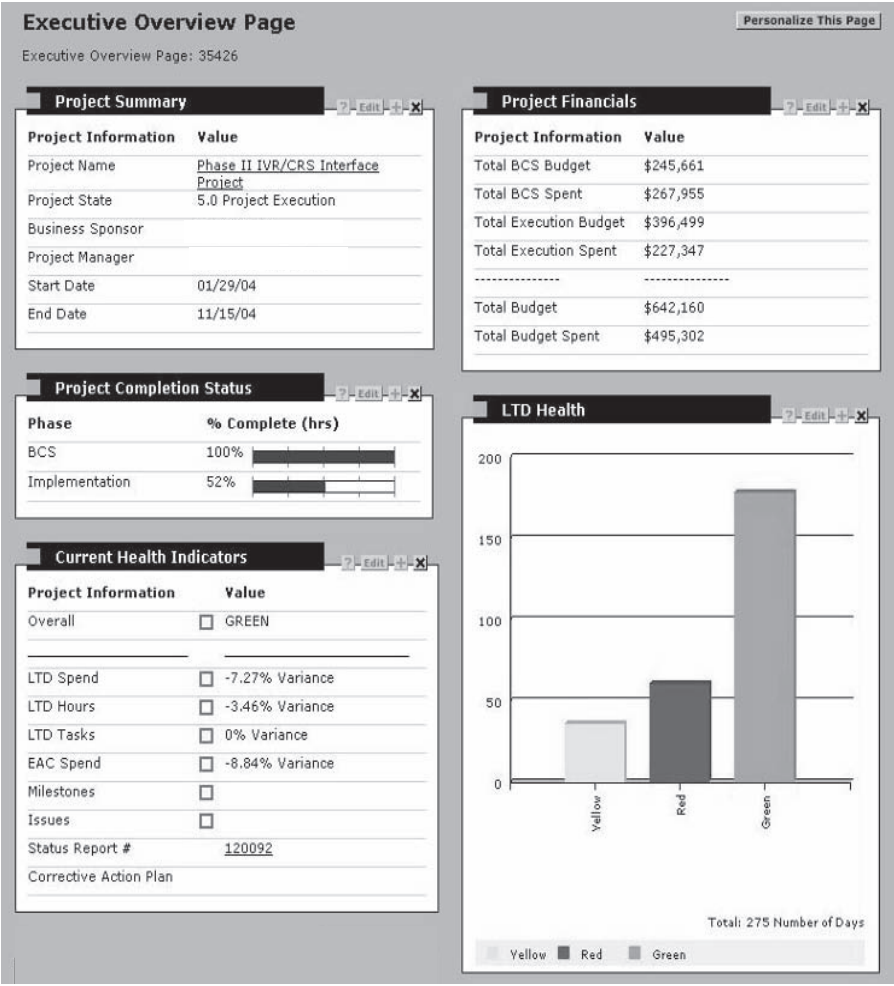 Executive Overview Page
Personalize This Page
Executive Overview Page: 35426
Project Summary
? Edit + X
Project Information Value
Project Name Phase II IVR/CRS Interface
Project
Project State 5.0 Project Execution
Business Sponsor
Project Manager
Start Date 01/29/04
End Date 11/15/04
Project Completion Status
? Edit + X
Phase % Complete (hrs)
BCS 100%
Implementation 52%
Current Health Indicators
? Edit + X
Project Information Value
Overall GREEN
LTD Spend -7.27% Variance
LTD Hours -3.46% Variance
LTD Tasks 0% Variance
EAC Spend -8.84% Variance
Milestones
Issues
Status Report # 120092
Corrective Action Plan
Project Financials
? Edit + X
Project Information Value
Total BCS Budget $245,661
Total BCS Spent $267,955
Total Execution Budget $396,499
Total Execution Spent $227,347
--------------- ---------------
Total Budget $642,160
Total Budget Spent $495,302
LTD Health
? Edit + X
200
150
100
50
0
Yellow
Red
Green
Total: 275 Number of Days
Yellow Red Green